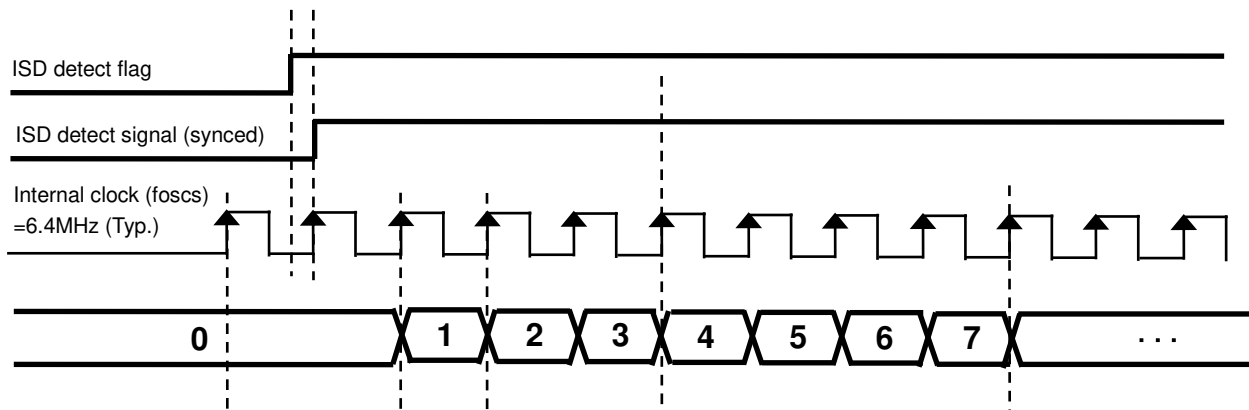 ISD detect flag
ISD detect signal (synced)
Internal clock (foscs)
=6.4MHz (Typ.)
0 1 2 3 4 5 6 7 ...